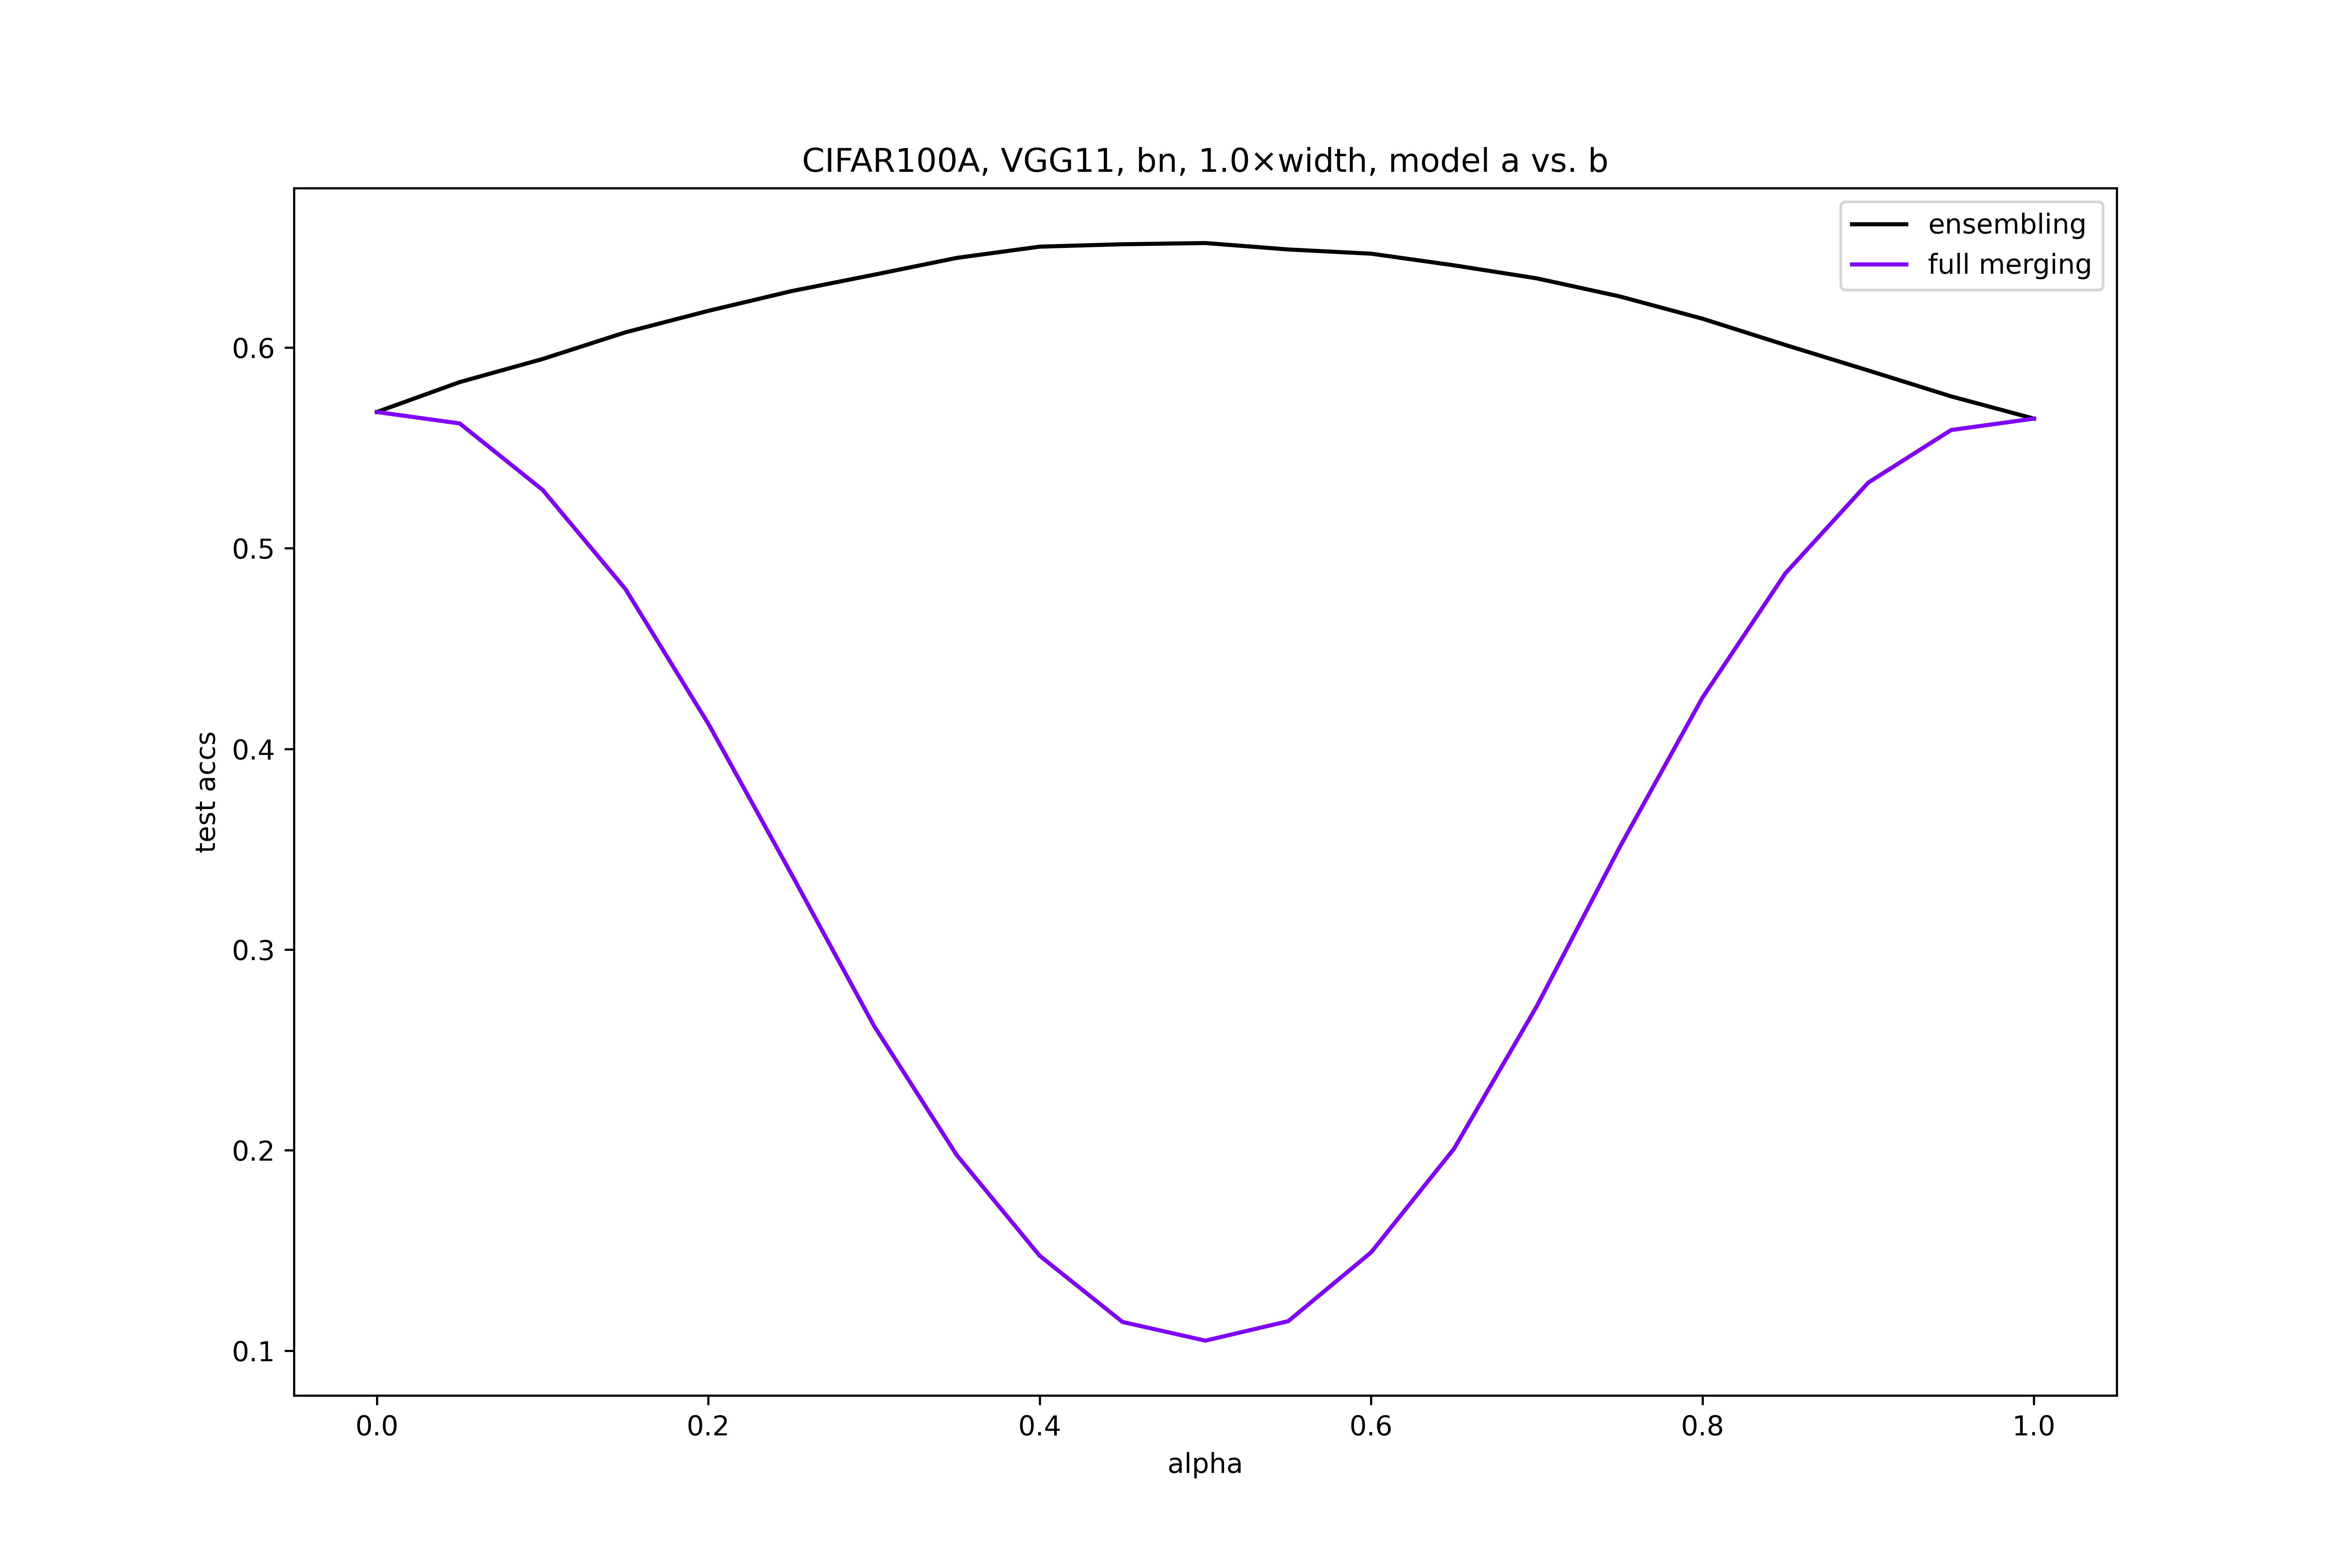 CIFAR100A, VGG11, bn, 1.0×width, model a vs. b
ensembling
full merging
test accs
0.6
0.5
0.4
0.3
0.2
0.1
0.0 0.2 0.4 0.6 0.8 1.0
alpha